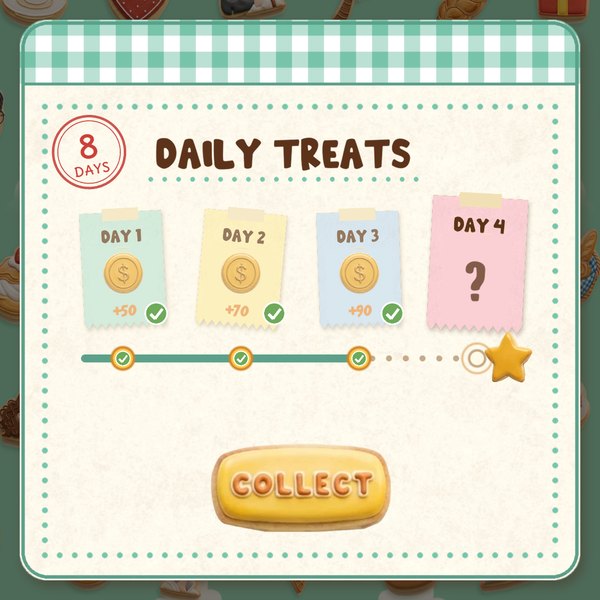 8
DAYS
DAILY TREATS
DAY 1
$
+50
DAY 2
$
+70
DAY 3
$
+90
DAY 4
?
COLLECT